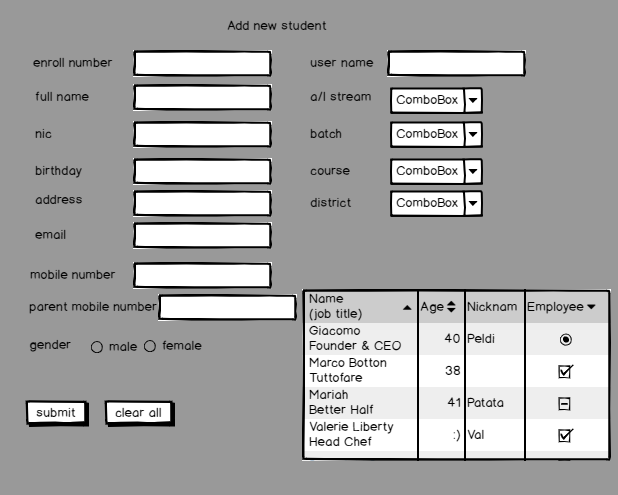 Add new student
enroll number
user name
full name
a/l stream
ComboBox
nic
batch
ComboBox
birthday
course
ComboBox
address
district
ComboBox
email
mobile number
parent mobile number
gender
male
female
submit
clear all
Name
(job title)
Age
Nicknam
Employee
Giacomo
Founder & CEO
40
Peldi
Marco Botton
Tuttofare
38
Mariah
Better Half
41
Patata
Valerie Liberty
Head Chef
:)
Val